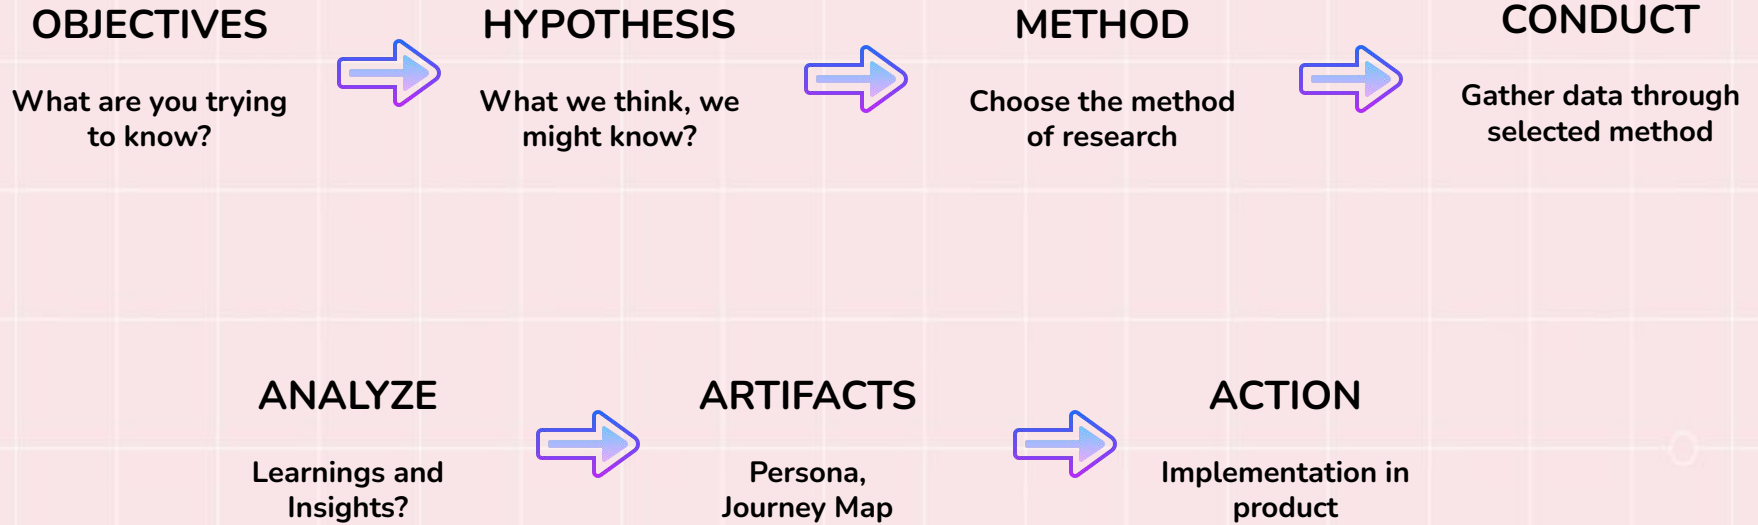 OBJECTIVES
What are you trying
to know?
HYPOTHESIS
What we think, we
might know?
METHOD
Choose the method
of research
CONDUCT
Gather data through
selected method
ANALYZE
Learnings and
Insights?
ARTIFACTS
Persona,
Journey Map
ACTION
Implementation in
product